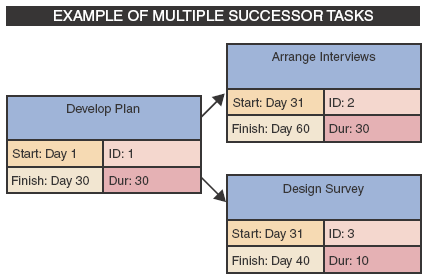 EXAMPLE OF MULTIPLE SUCCESSOR TASKS
Develop Plan
Start: Day 1
ID: 1
Finish: Day 30
Dur: 30
Arrange Interviews
Start: Day 31
ID: 2
Finish: Day 60
Dur: 30
Design Survey
Start: Day 31
ID: 3
Finish: Day 40
Dur: 10